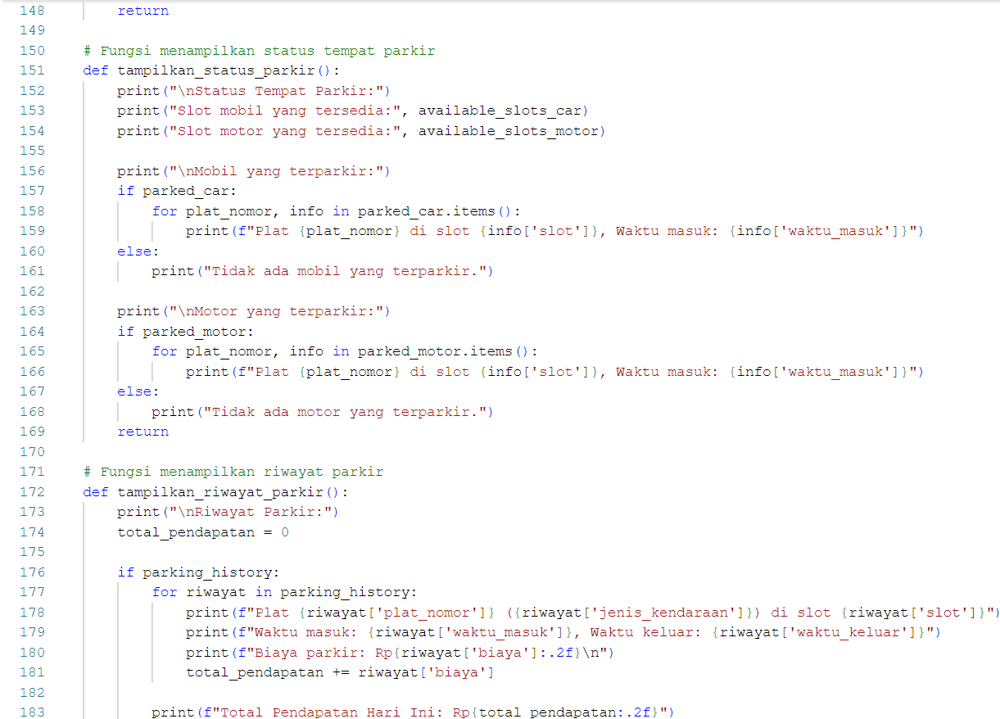 148 return
149
150 # Fungsi menampilkan status tempat parkir
151 def tampilkan_status_parkir():
152     print("\nStatus Tempat Parkir:")
153     print("Slot mobil yang tersedia:", available_slots_car)
154     print("Slot motor yang tersedia:", available_slots_motor)
155
156     print("\nMobil yang terparkir:")
157     if parked_car:
158         for plat_nomor, info in parked_car.items():
159             print(f"Plat {plat_nomor} di slot {info['slot']}, Waktu masuk: {info['waktu_masuk']}")
160     else:
161         print("Tidak ada mobil yang terparkir.")
162
163     print("\nMotor yang terparkir:")
164     if parked_motor:
165         for plat_nomor, info in parked_motor.items():
166             print(f"Plat {plat_nomor} di slot {info['slot']}, Waktu masuk: {info['waktu_masuk']}")
167     else:
168         print("Tidak ada motor yang terparkir.")
169     return
170
171 # Fungsi menampilkan riwayat parkir
172 def tampilkan_riwayat_parkir():
173     print("\nRiwayat Parkir:")
174     total_pendapatan = 0
175
176     if parking_history:
177         for riwayat in parking_history:
178             print(f"Plat {riwayat['plat_nomor']} ({riwayat['jenis_kendaraan']}) di slot {riwayat['slot']}")
179             print(f"Waktu masuk: {riwayat['waktu_masuk']}, Waktu keluar: {riwayat['waktu_keluar']}")
180             print(f"Biaya parkir: Rp{riwayat['biaya']:.2f}\n")
181             total_pendapatan += riwayat['biaya']
182
183         print(f"Total Pendapatan Hari Ini: Rp{total_pendapatan:.2f}")